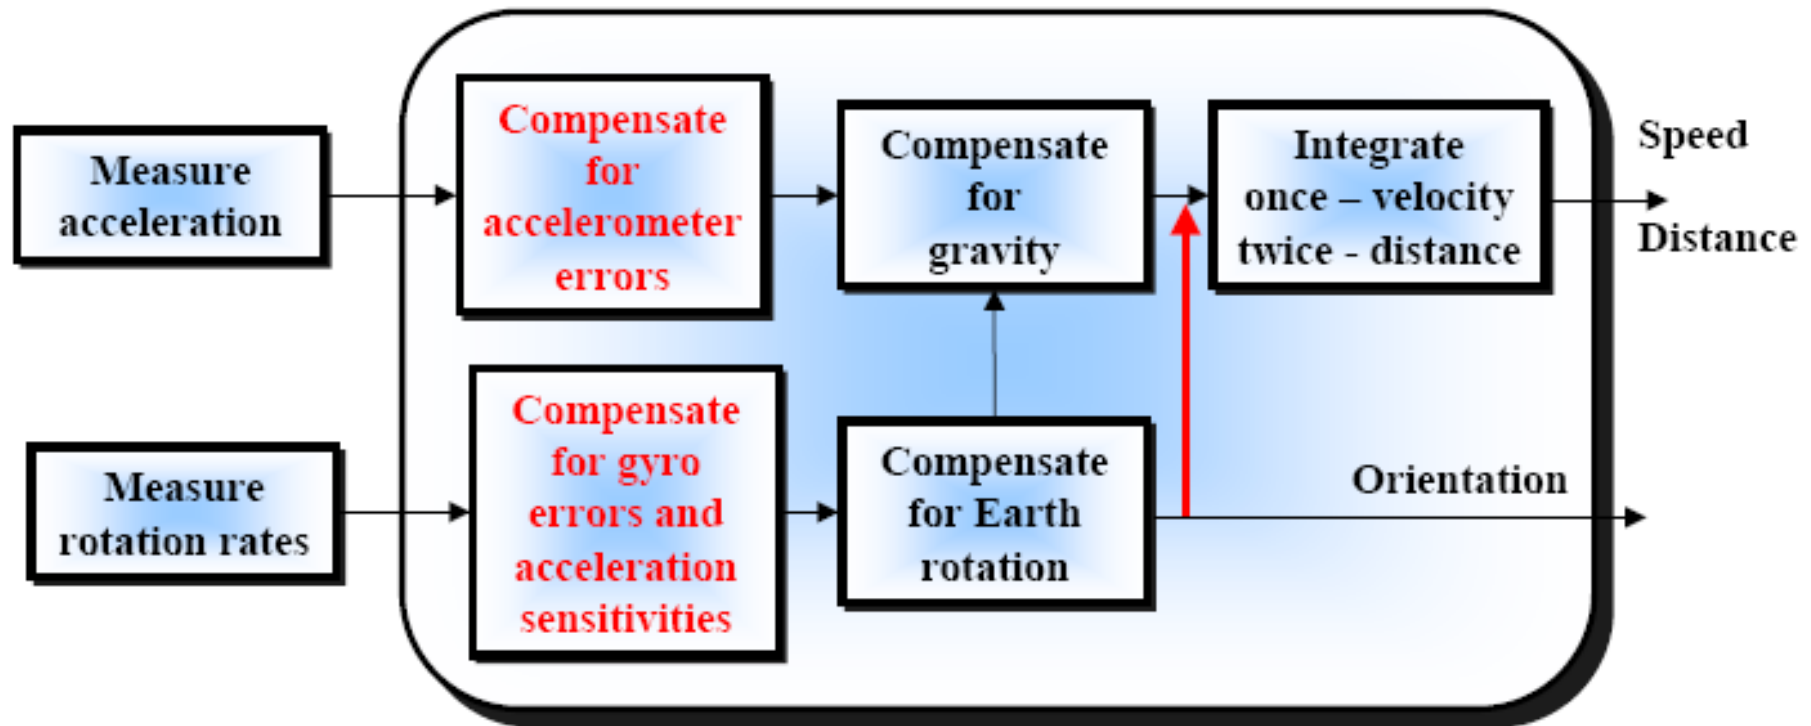 Measure
acceleration
Compensate
for
accelerometer
errors
Compensate
for
gravity
Integrate
once – velocity
twice - distance
Speed
Distance
Measure
rotation rates
Compensate
for gyro
errors and
acceleration
sensitivities
Compensate
for Earth
rotation
Orientation